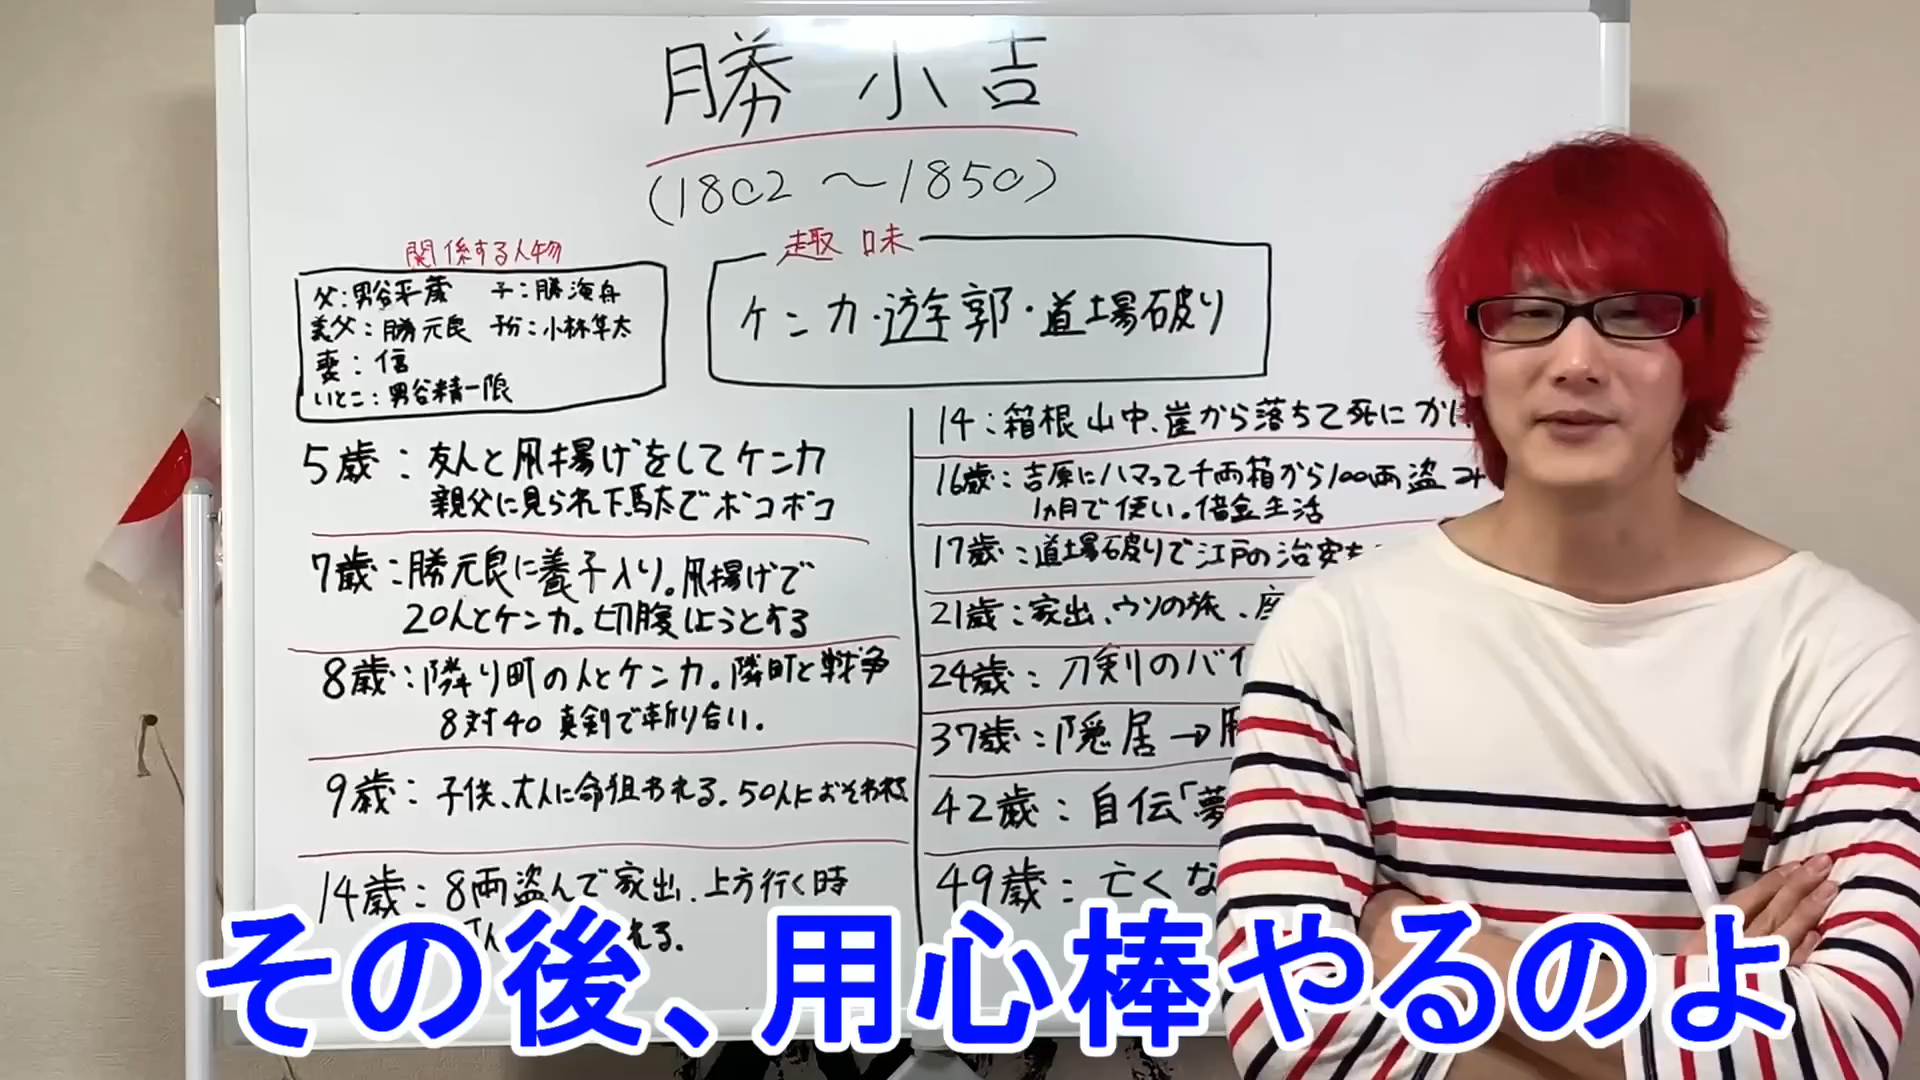 勝 小吉
(1802 〜1850)
関係する人物
父:男谷平蔵 子:勝海舟
義父:勝元良 子分:小林隼太
妻:信
いとこ:男谷精一郎
趣味
ケンカ・遊郭・道場破り
5歳:友人と凧揚げをしてケンカ
親父に見られ下駄でボコボコ
7歳:勝元良に養子入り。凧揚げで
20人とケンカ。切腹しようとする
8歳:隣り町の人とケンカ。隣町と戦争
8対40 真剣で斬り合い。
9歳:子供、大人に命狙われる。50人におそわれる
14歳:8両盗んで家出、上方行く時
れる。
14:箱根山中、崖から落ちて死にか
16歳:吉原にハマって千両箱から100両盗み
1ヵ月で使い。借金生活
17歳:道場破りで江戸の治安を
21歳:家出、ウソの旅、座
24歳:刀剣のバイ
37歳:隠居→
42歳:自伝「夢
49歳:亡くな
その後、用心棒やるのよ